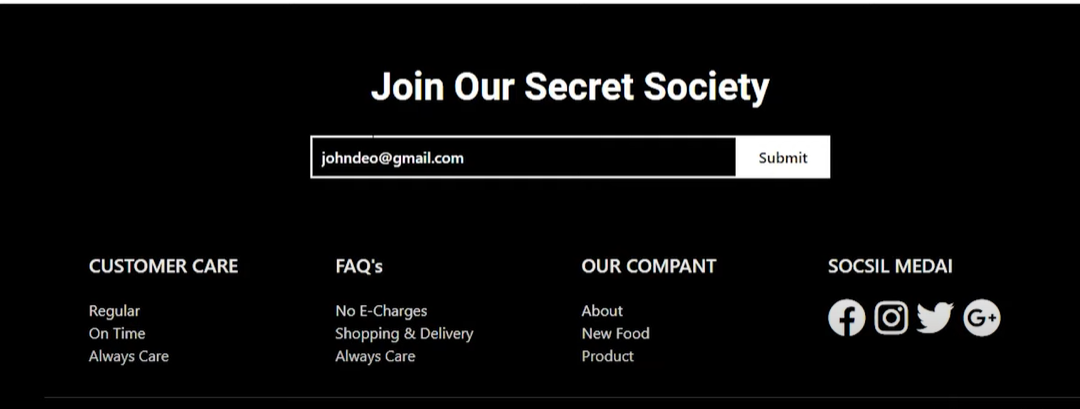 Join Our Secret Society
johndeo@gmail.com
Submit
CUSTOMER CARE
Regular
On Time
Always Care
FAQ's
No E-Charges
Shopping & Delivery
Always Care
OUR COMPANT
About
New Food
Product
SOCSIL MEDAI
G+